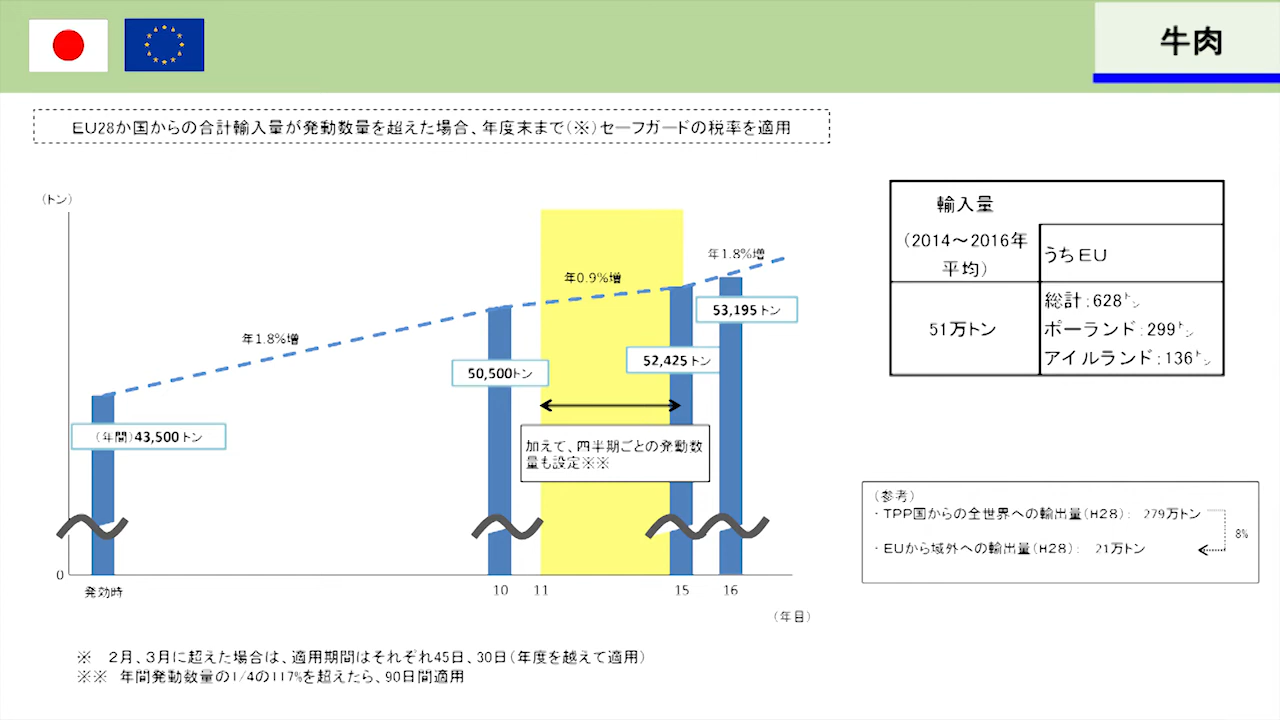 牛肉
EU28か国からの合計輸入量が発動数量を超えた場合、年度末まで(※)セーフガードの税率を適用
(トン)
年1.8%増
年0.9%増
年1.8%増
53,195トン
52,425トン
50,500トン
(年間)43,500トン
加えて、四半期ごとの発動数
量も設定※※
0
発効時
10
11
15
16
(年目)
輸入量
(2014～2016年
平均)
うちEU
51万トン
総計:628㌧
ポーランド:299㌧
アイルランド:136㌧
(参考)
・TPP国からの全世界への輸出量(H28): 279万トン
8%
・EUから域外への輸出量(H28): 21万トン
※ 2月、3月に超えた場合は、適用期間はそれぞれ45日、30日(年度を越えて適用)
※※ 年間発動数量の1/4の117%を超えたら、90日間適用